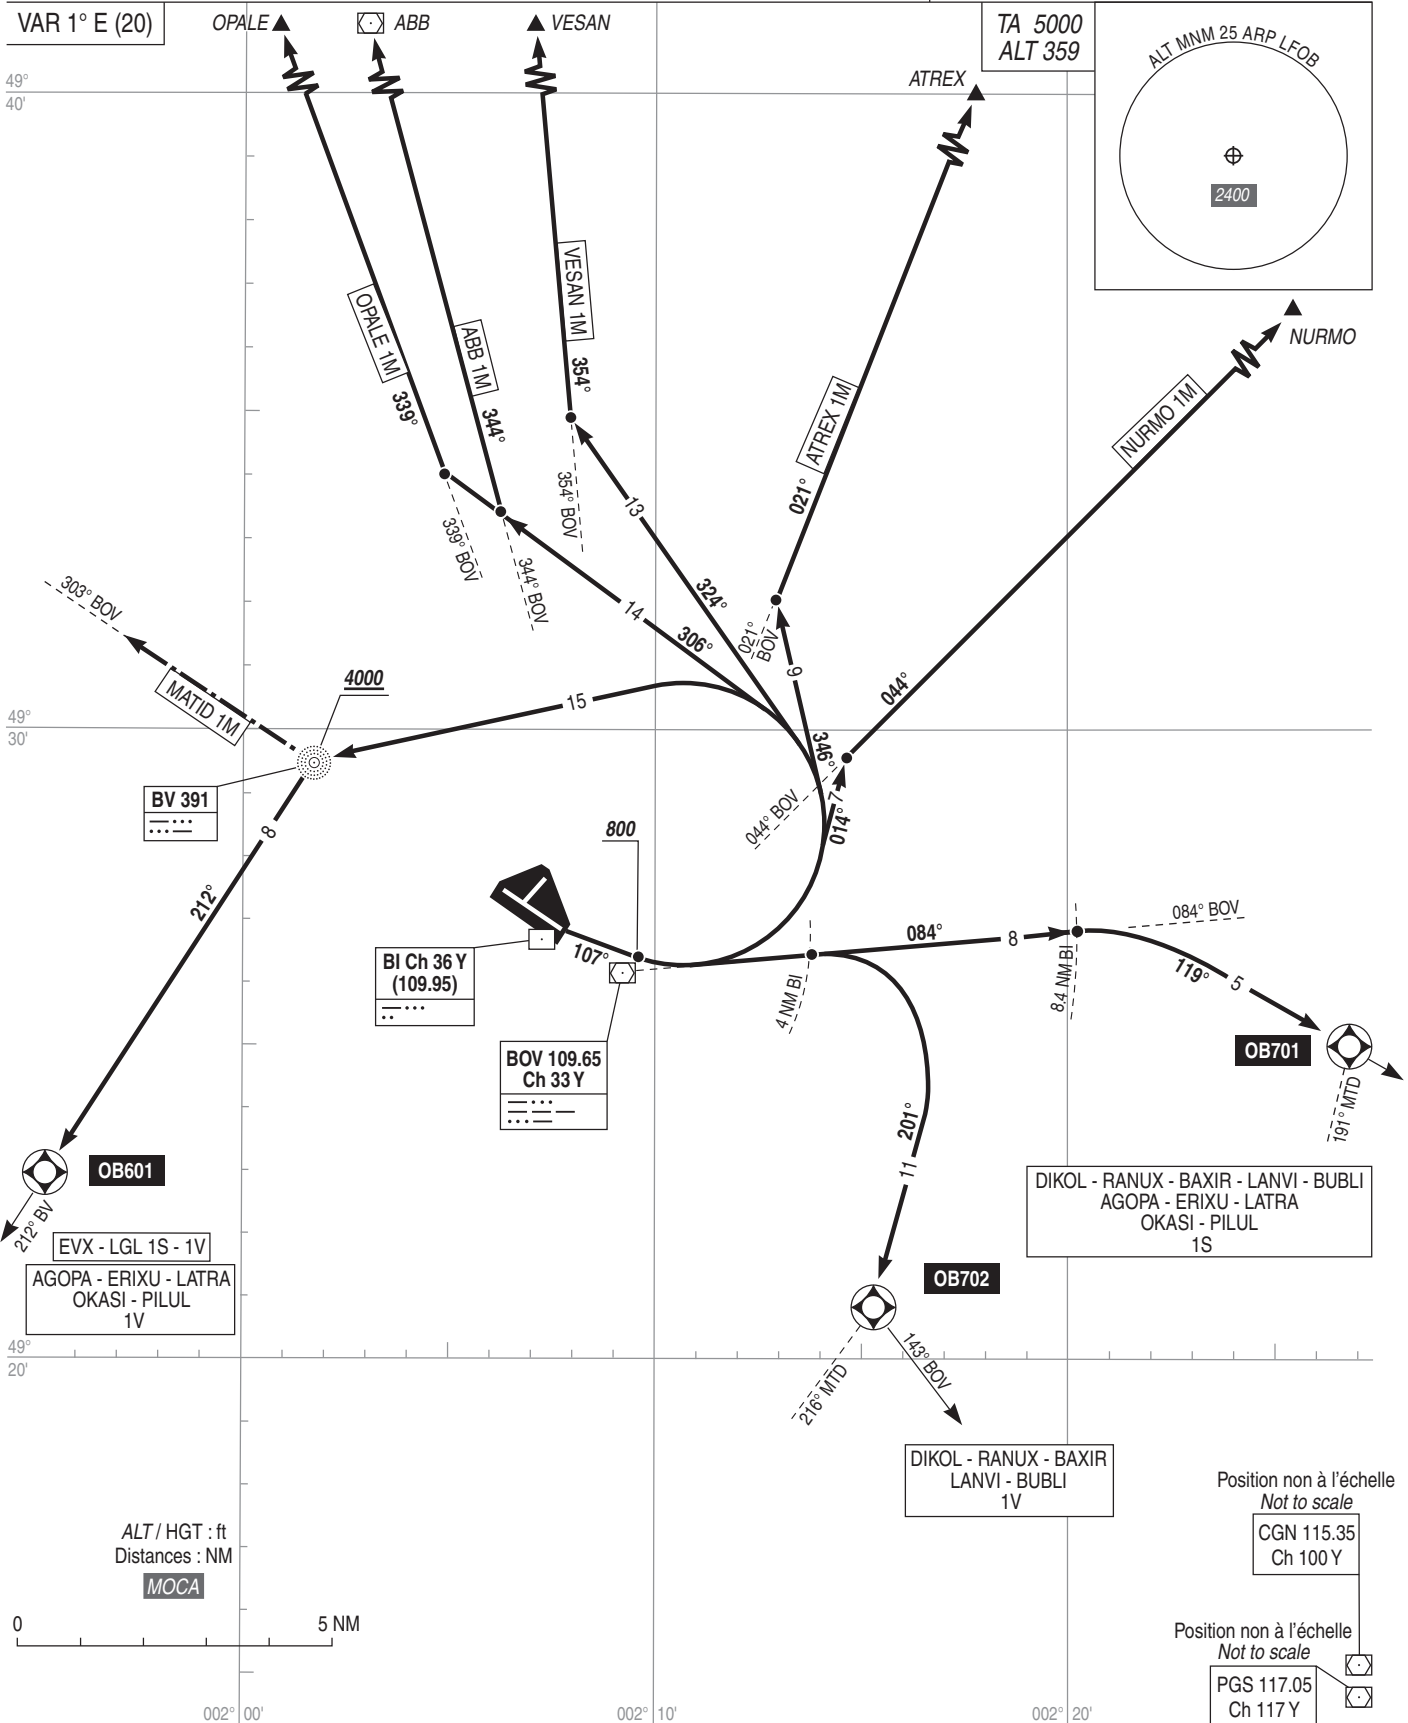 VAR 1° E (20)
OPALE
ABB
VESAN
TA 5000
ALT 359
ALT MNM 25 ARP LFOB
2400
ATREX
NURMO
49°
40'
OPALE 1M
339°
ABB 1M
344°
VESAN 1M
354°
ATREX 1M
021°
NURMO 1M
044°
339° BOV
344° BOV
354° BOV
13
324°
14
306°
021°
BOV
9
346°
044° BOV
7
014°
303° BOV
MATID 1M
4000
15
49°
30'
BV 391
8
212°
800
107°
BI Ch 36 Y
(109.95)
BOV 109.65
Ch 33 Y
4 NM BI
084°
8
8.4 NM BI
084° BOV
119°
5
OB701
191° MTD
201°
11
OB601
212° BV
EVX - LGL 1S - 1V
AGOPA - ERIXU - LATRA
OKASI - PILUL
1V
DIKOL - RANUX - BAXIR - LANVI - BUBLI
AGOPA - ERIXU - LATRA
OKASI - PILUL
1S
OB702
143° BOV
216° MTD
49°
20'
DIKOL - RANUX - BAXIR
LANVI - BUBLI
1V
Position non à l'échelle
Not to scale
CGN 115.35
Ch 100 Y
ALT / HGT : ft
Distances : NM
MOCA
0
5 NM
Position non à l'échelle
Not to scale
PGS 117.05
Ch 117 Y
002° 00'
002° 10'
002° 20'